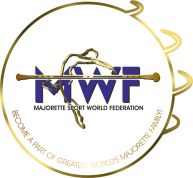 MWF
MAJORETTE SPORT WORLD FEDERATION
BECOME A PART OF GREATEST WORLD'S MAJORETTE FAMILY!